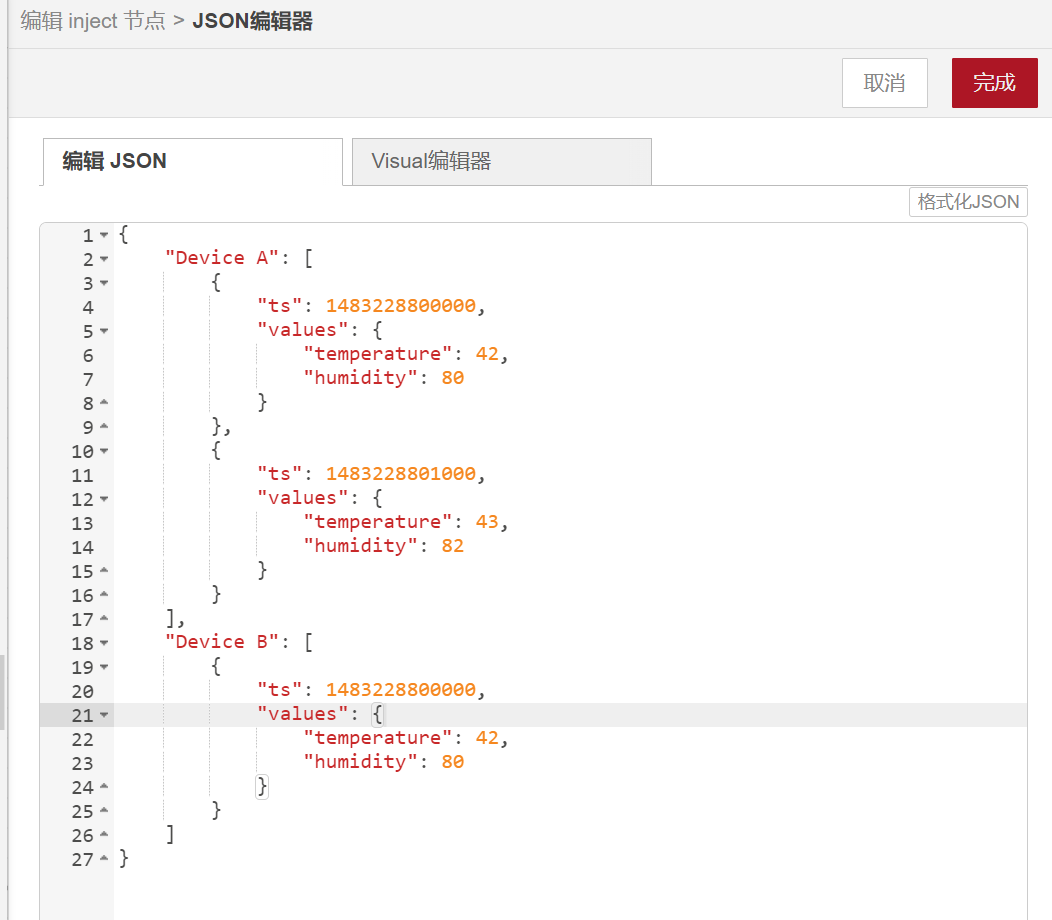 编辑 inject 节点 > JSON编辑器
取消 完成
编辑 JSON Visual编辑器
格式化JSON
1 {
2 "Device A": [
3 {
4 "ts": 1483228800000,
5 "values": {
6 "temperature": 42,
7 "humidity": 80
8 }
9 },
10 {
11 "ts": 1483228801000,
12 "values": {
13 "temperature": 43,
14 "humidity": 82
15 }
16 }
17 ],
18 "Device B": [
19 {
20 "ts": 1483228800000,
21 "values": {
22 "temperature": 42,
23 "humidity": 80
24 }
25 }
26 ]
27 }